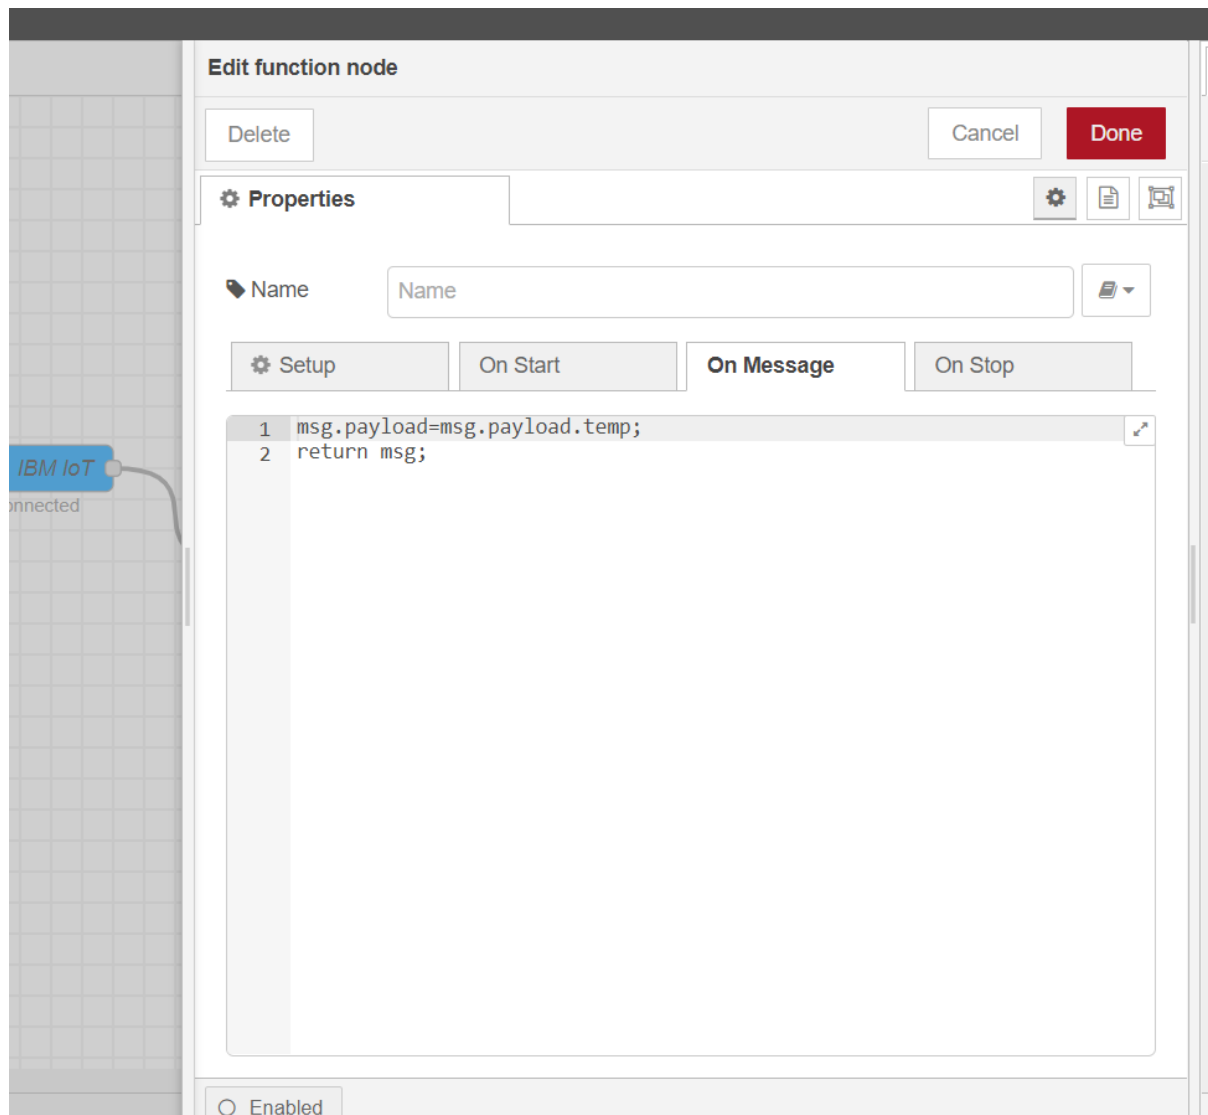 Edit function node
Delete
Cancel
Done
Properties
Name
Name
Setup
On Start
On Message
On Stop
1 msg.payload=msg.payload.temp;
2 return msg;
IBM IoT
onnected
Enabled